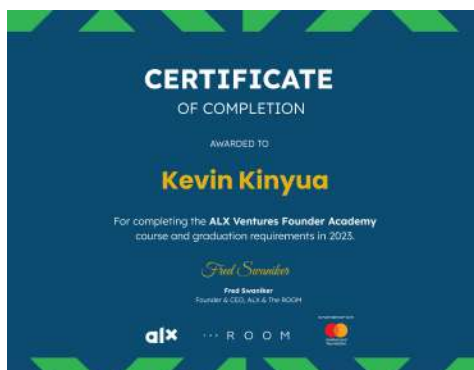 CERTIFICATE
OF COMPLETION
AWARDED TO
Kevin Kinyua
For completing the ALX Ventures Founder Academy
course and graduation requirements in 2023.
Fred Swaniker
Fred Swaniker
Founder & CEO, ALX & The ROOM
alx
ROOM